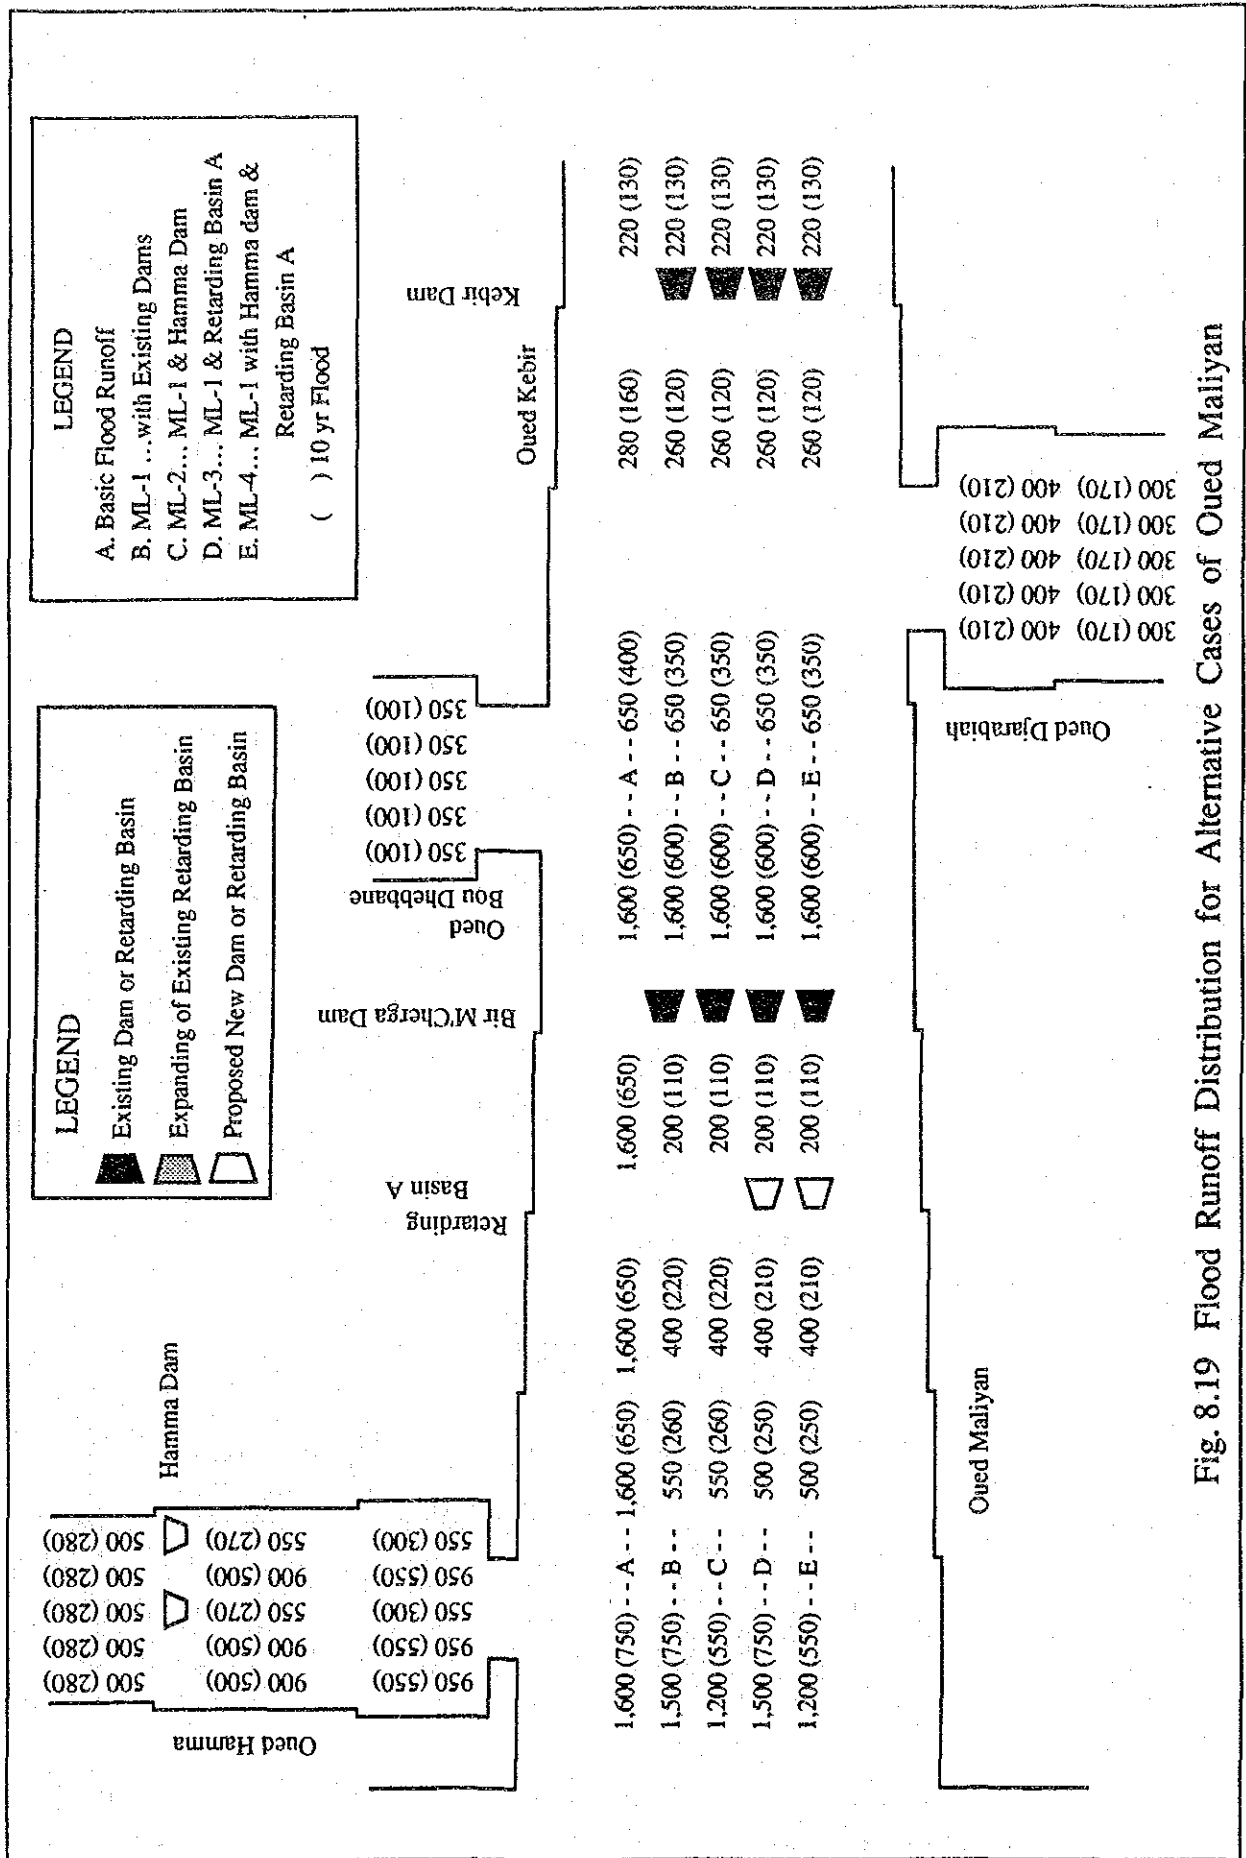 LEGEND
Existing Dam or Retarding Basin
Expanding of Existing Retarding Basin
Proposed New Dam or Retarding Basin
LEGEND
A. Basic Flood Runoff
B. ML-1 ...with Existing Dams
C. ML-2... ML-1 & Hamma Dam
D. ML-3... ML-1 & Retarding Basin A
E. ML-4... ML-1 with Hamma dam &
Retarding Basin A
( ) 10 yr Flood
Oued Hamma
500 (280)
500 (280)
500 (280)
500 (280)
500 (280)
Hamma Dam
900 (500)
900 (500)
550 (270)
900 (500)
550 (270)
950 (550)
950 (550)
550 (300)
950 (550)
550 (300)
Retarding
Basin A
Bir M'Cherga Dam
Oued
Bou Dhebbane
350 (100)
350 (100)
350 (100)
350 (100)
350 (100)
Oued Kebir
Kebir Dam
1,600 (750) - - A - - 1,600 (650) 1,600 (650) 1,600 (650) 1,600 (650) - - A - - 650 (400) 280 (160) 220 (130)
1,500 (750) - - B - - 550 (260) 400 (220) 200 (110) 1,600 (600) - - B - - 650 (350) 260 (120) 220 (130)
1,200 (550) - - C - - 550 (260) 400 (220) 200 (110) 1,600 (600) - - C - - 650 (350) 260 (120) 220 (130)
1,500 (750) - - D - - 500 (250) 400 (210) 200 (110) 1,600 (600) - - D - - 650 (350) 260 (120) 220 (130)
1,200 (550) - - E - - 500 (250) 400 (210) 200 (110) 1,600 (600) - - E - - 650 (350) 260 (120) 220 (130)
Oued Maliyan
Oued Djarabiah
300 (170) 400 (210)
300 (170) 400 (210)
300 (170) 400 (210)
300 (170) 400 (210)
300 (170) 400 (210)
Fig. 8.19 Flood Runoff Distribution for Alternative Cases of Oued Maliyan